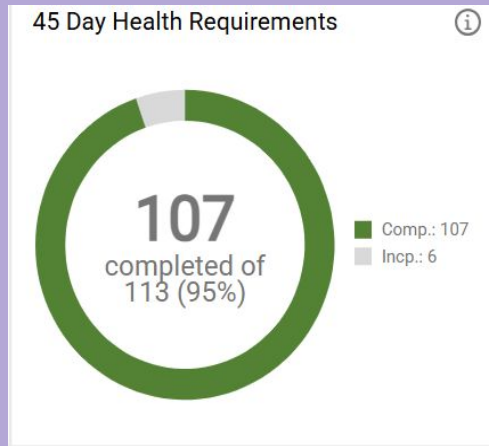 45 Day Health Requirements
107
completed of
113 (95%)
Comp.: 107
Incp.: 6